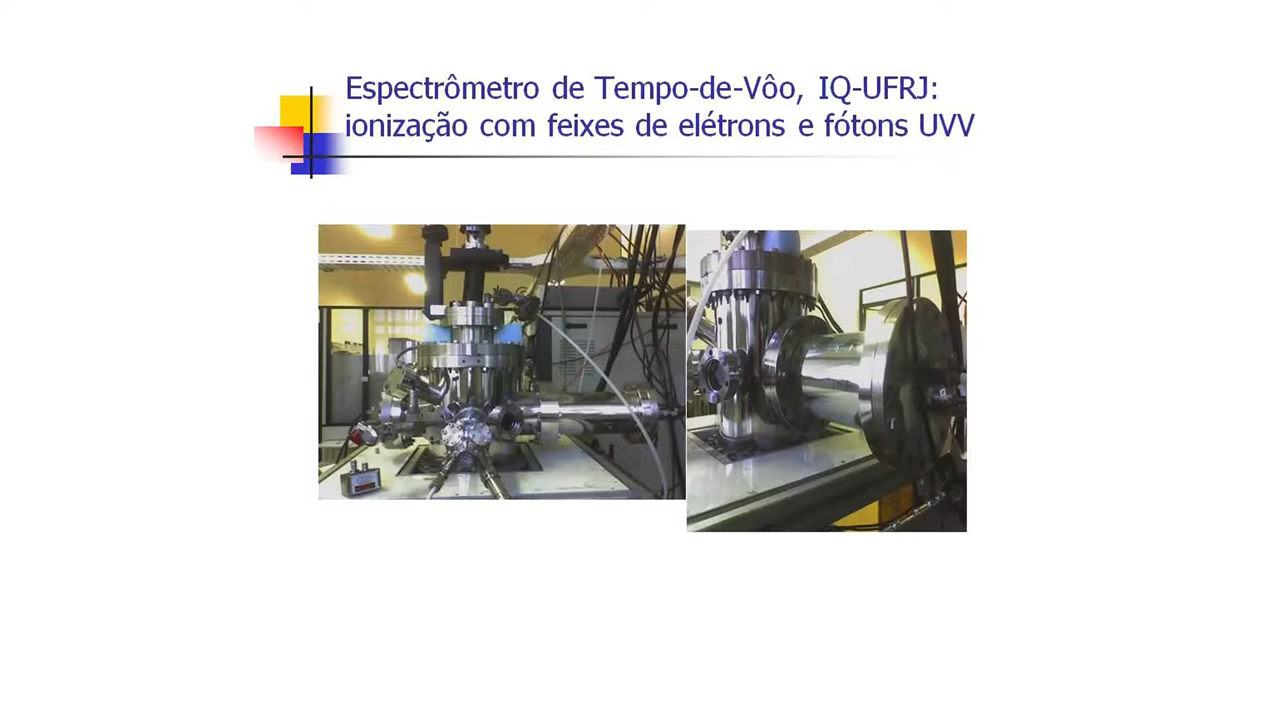 Espectrômetro de Tempo-de-Vôo, IQ-UFRJ:
ionização com feixes de elétrons e fótons UVV